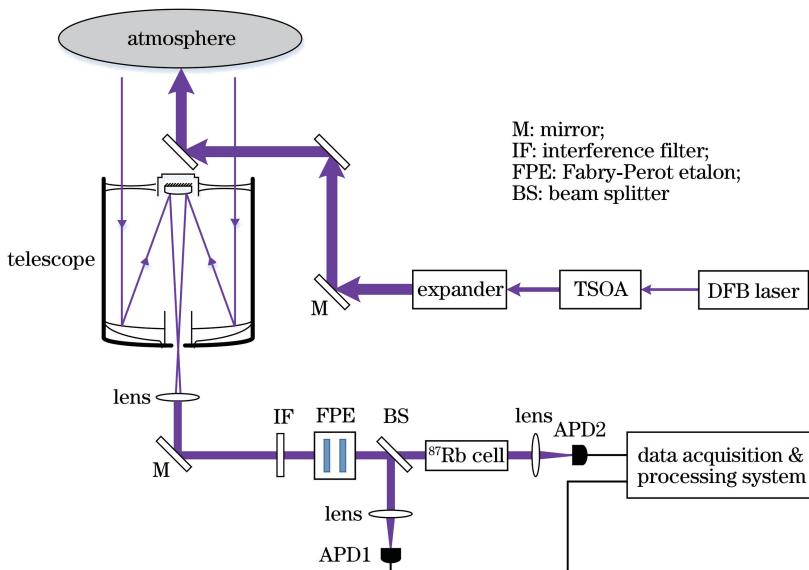 atmosphere
M: mirror;
IF: interference filter;
FPE: Fabry-Perot etalon;
BS: beam splitter
telescope
M
expander
TSOA
DFB laser
lens
IF
FPE
BS
lens
APD2
M
⁸⁷Rb cell
data acquisition &
processing system
lens
APD1